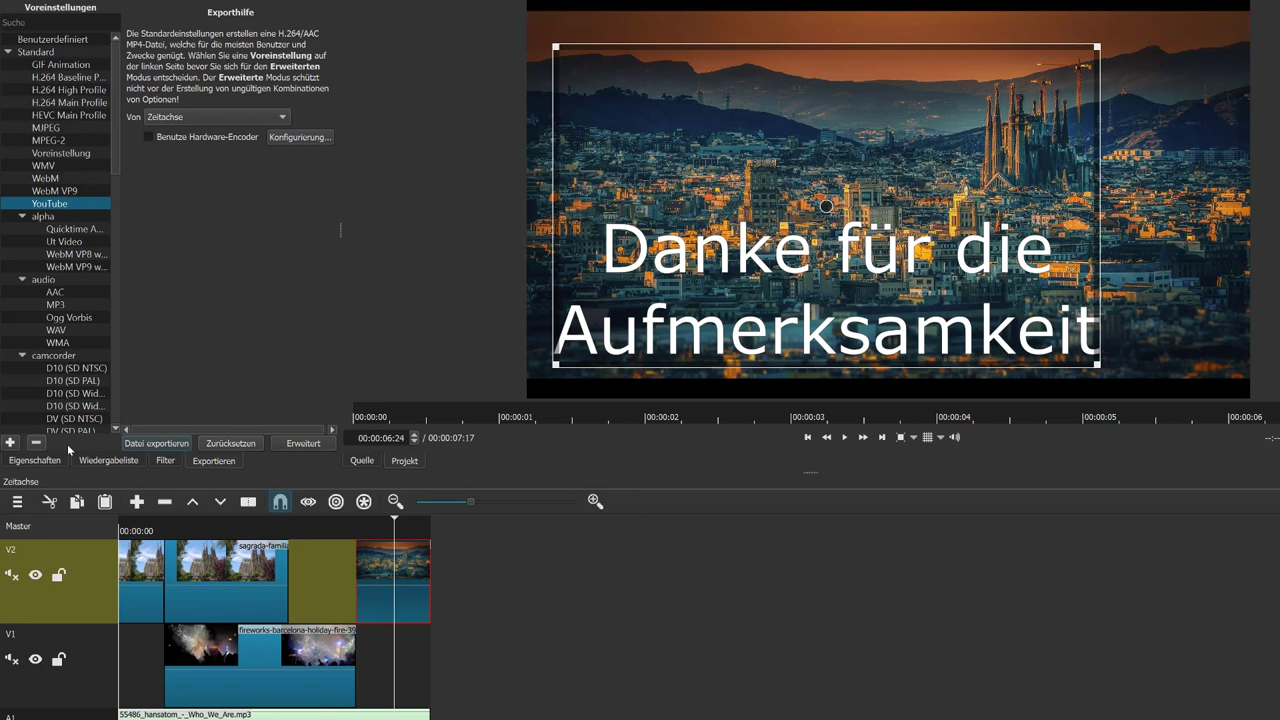 Voreinstellungen
Suche
Benutzerdefiniert
Standard
GIF Animation
H.264 Baseline P...
H.264 High Profile
H.264 Main Profile
HEVC Main Profile
MJPEG
MPEG-2
Voreinstellung
WMV
WebM
WebM VP9
YouTube
alpha
Quicktime A...
Ut Video
WebM VP8 w...
WebM VP9 w...
audio
AAC
MP3
Ogg Vorbis
WAV
WMA
camcorder
D10 (SD NTSC)
D10 (SD PAL)
D10 (SD Wid...
D10 (SD Wid...
DV (SD NTSC)
DV (SD PAL)
Exporthilfe
Die Standardeinstellungen erstellen eine H.264/AAC
MP4-Datei, welche für die meisten Benutzer und
Zwecke genügt. Wählen Sie eine Voreinstellung auf
der linken Seite bevor Sie sich für den Erweiterten
Modus entscheiden. Der Erweiterte Modus schützt
nicht vor der Erstellung von ungültigen Kombinationen
von Optionen!
Von Zeitachse
Benutze Hardware-Encoder Konfigurierung...
Datei exportieren Zurücksetzen Erweitert
Eigenschaften Wiedergabeliste Filter Exportieren
Danke für die
Aufmerksamkeit
00:00:00 00:00:01 00:00:02 00:00:03 00:00:04 00:00:05 00:00:06
00:00:06:24 / 00:00:07:17
--:-
Quelle Projekt
Zeitachse
Master
00:00:00
V2
sagrada-familia
V1
fireworks-barcelona-holiday-fire-39
A1
55486_hansatom_-_Who_We_Are.mp3